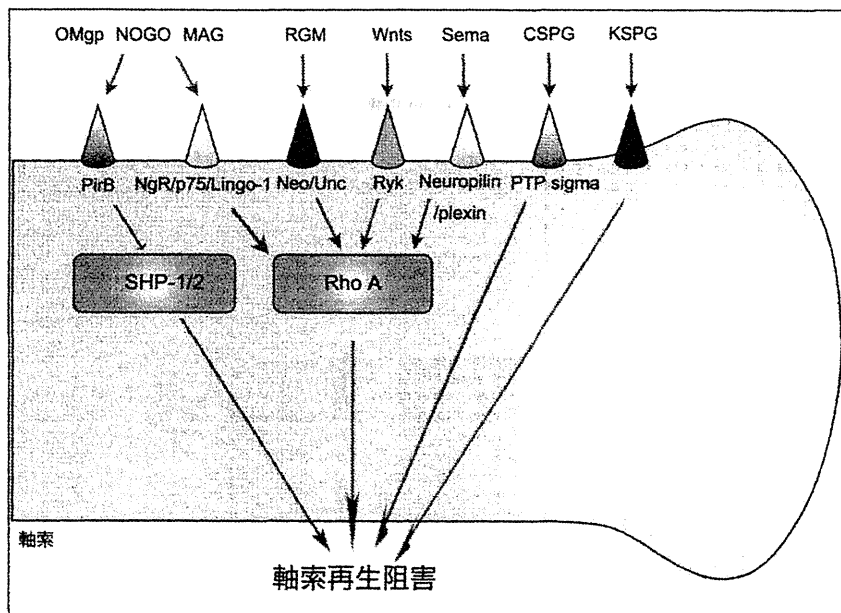 OMgp NOGO MAG RGM Wnts Sema CSPG KSPG
PirB NgR/p75/Lingo-1 Neo/Unc Ryk Neuropilin PTP sigma
/plexin
SHP-1/2 Rho A
軸索
軸索再生阻害